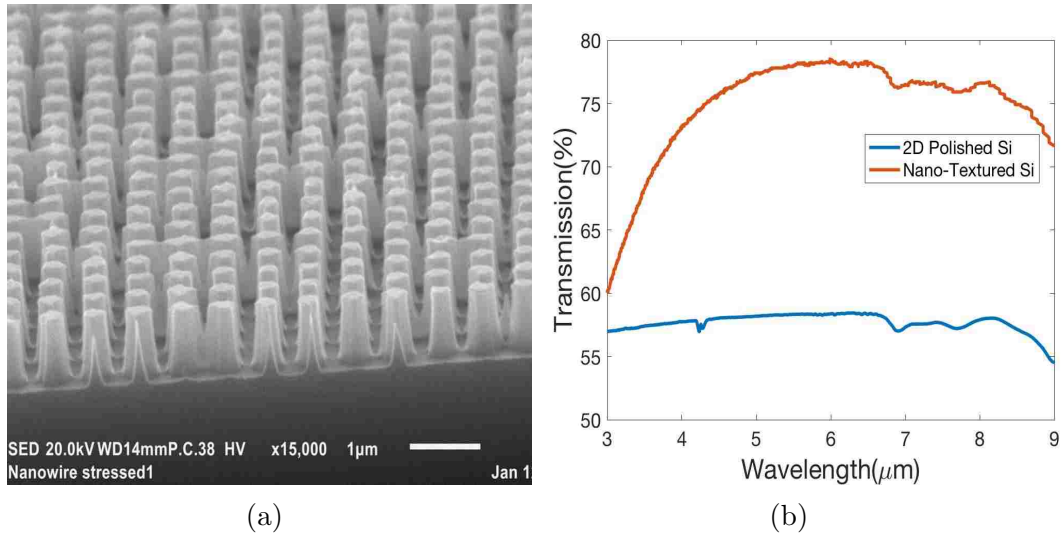 SED 20.0kV WD14mmP.C.38 HV x15,000 1μm
Nanowire stressed1 Jan 1
(a)
80
75
70
65
60
55
50
3 4 5 6 7 8 9
Transmission(%)
Wavelength(μm)
2D Polished Si
Nano-Textured Si
(b)